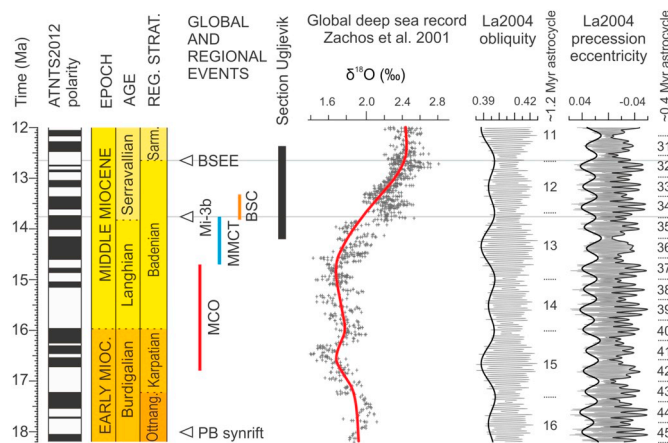 GLOBAL
AND
REGIONAL
EVENTS
Global deep sea record
Zachos et al. 2001
δ¹⁸O (‰)
1.6 2.0 2.4 2.8
La2004
obliquity
0.39 0.42
La2004
precession
eccentricity
0.04 -0.04
Time (Ma)
ATNTS2012
polarity
EPOCH
AGE
REG. STRAT.
Section Ugljevik
~1.2 Myr astrocycle
~0.4 Myr astrocycle
12
13
14
15
16
17
18
MIDDLE MIOCENE
EARLY MIOC.
Serravallian
Langhian
Burdigalian
Sarm.
Badenian
Karpatian
Ottnang.
BSEE
Mi-3b
BSC
MMCT
MCO
PB synrift
11
12
13
14
15
16
31
32
33
34
35
36
37
38
39
40
41
42
43
44
45